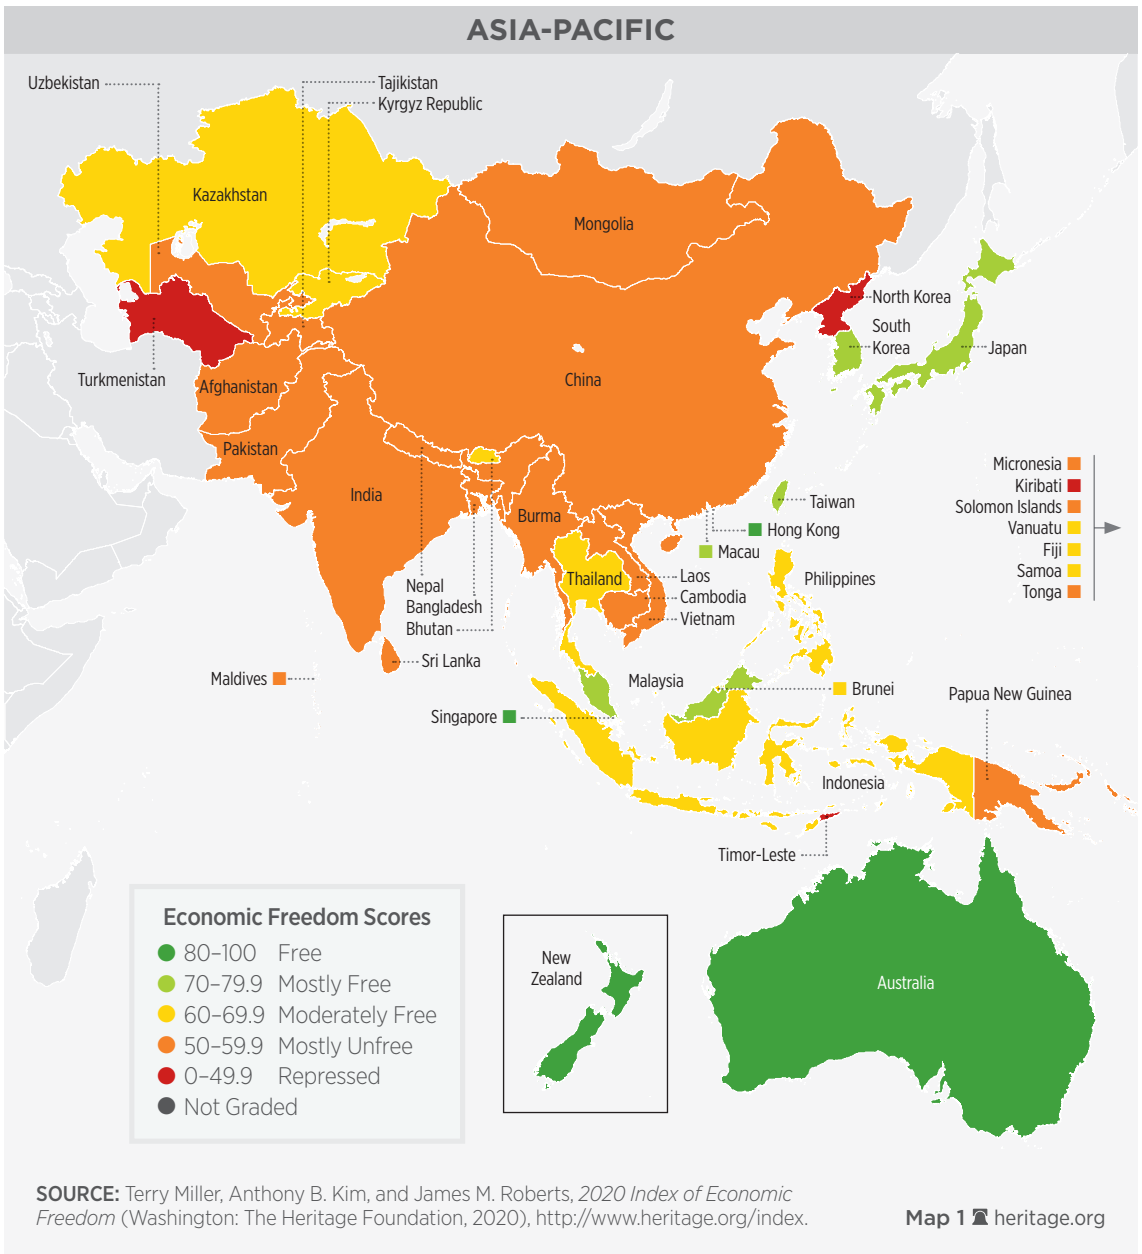 ASIA-PACIFIC
Uzbekistan
Tajikistan
Kyrgyz Republic
Kazakhstan
Mongolia
North Korea
South
Korea
Japan
Turkmenistan
Afghanistan
China
Pakistan
India
Burma
Micronesia
Kiribati
Solomon Islands
Vanuatu
Fiji
Samoa
Tonga
Taiwan
Hong Kong
Macau
Thailand
Laos
Cambodia
Vietnam
Philippines
Nepal
Bangladesh
Bhutan
Sri Lanka
Maldives
Malaysia
Brunei
Singapore
Papua New Guinea
Indonesia
Timor-Leste
Economic Freedom Scores
80–100 Free
70–79.9 Mostly Free
60–69.9 Moderately Free
50–59.9 Mostly Unfree
0–49.9 Repressed
Not Graded
New
Zealand
Australia
SOURCE: Terry Miller, Anthony B. Kim, and James M. Roberts, 2020 Index of Economic
Freedom (Washington: The Heritage Foundation, 2020), http://www.heritage.org/index.
Map 1 heritage.org